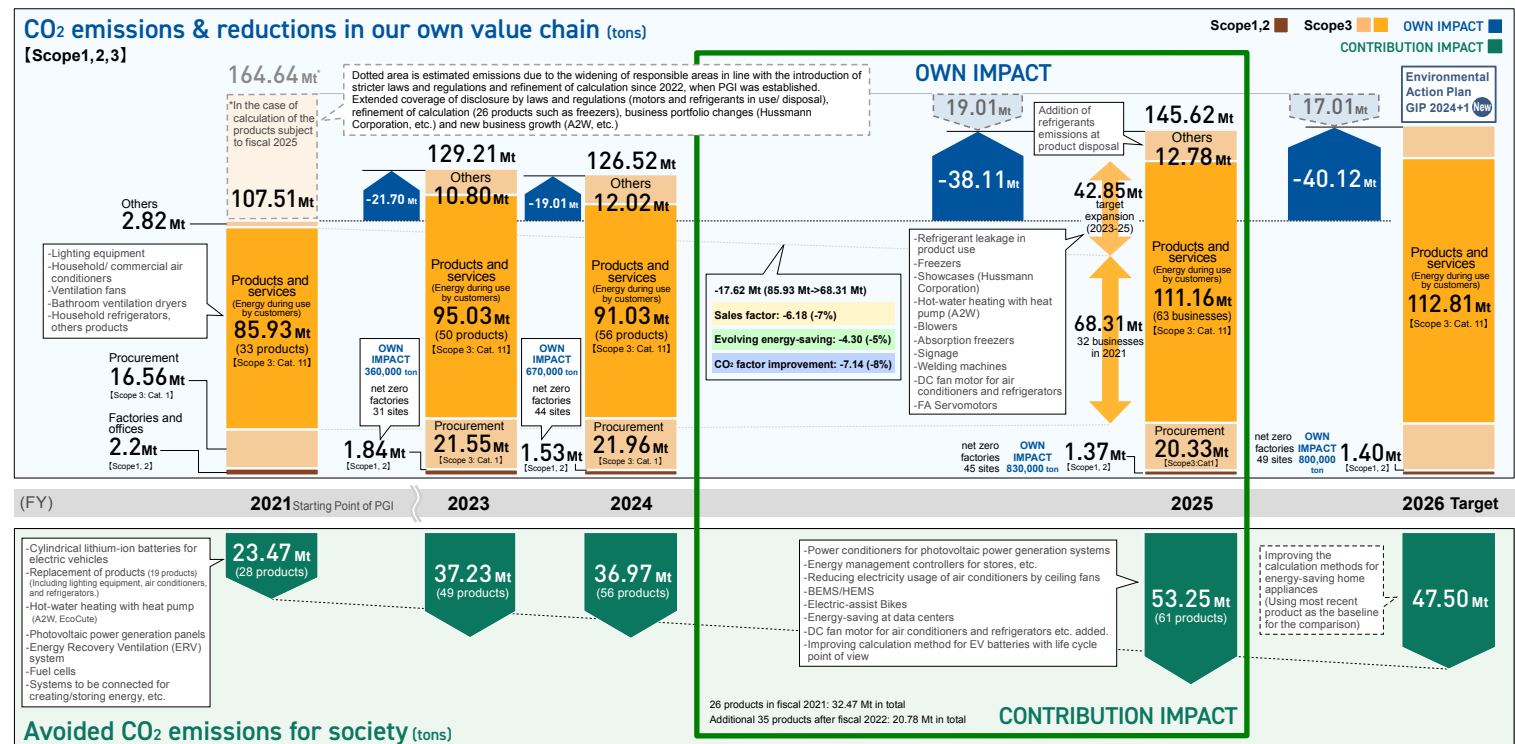 CO2 emissions & reductions in our own value chain (tons)
【Scope1,2,3】
Scope1,2
Scope3
OWN IMPACT
CONTRIBUTION IMPACT
164.64 Mt*
*In the case of
calculation of the
products subject
to fiscal 2025
107.51 Mt
Others
2.82 Mt
-Lighting equipment
-Household/ commercial air
conditioners
-Ventilation fans
-Bathroom ventilation dryers
-Household refrigerators,
others products
Products and
services
(Energy during use
by customers)
85.93 Mt
(33 products)
【Scope 3: Cat. 11】
Procurement
16.56 Mt
【Scope 3: Cat. 1】
Factories and
offices
2.2 Mt
【Scope1, 2】
Dotted area is estimated emissions due to the widening of responsible areas in line with the introduction of
stricter laws and regulations and refinement of calculation since 2022, when PGI was established.
Extended coverage of disclosure by laws and regulations (motors and refrigerants in use/ disposal),
refinement of calculation (26 products such as freezers), business portfolio changes (Hussmann
Corporation, etc.) and new business growth (A2W, etc.)
-21.70 Mt
129.21 Mt
Others
10.80 Mt
Products and
services
(Energy during use
by customers)
95.03 Mt
(50 products)
【Scope 3: Cat. 11】
OWN
IMPACT
360,000 ton
net zero
factories
31 sites
Procurement
21.55 Mt
【Scope 3: Cat. 1】
1.84 Mt
【Scope1, 2】
-19.01 Mt
126.52 Mt
Others
12.02 Mt
Products and
services
(Energy during use
by customers)
91.03 Mt
(56 products)
【Scope 3: Cat. 11】
OWN
IMPACT
670,000 ton
net zero
factories
44 sites
Procurement
21.96 Mt
【Scope 3: Cat. 1】
1.53 Mt
【Scope1, 2】
OWN IMPACT
19.01 Mt
-38.11 Mt
Addition of
refrigerants
emissions at
product disposal
145.62 Mt
Others
12.78 Mt
42.85 Mt
target
expansion
(2023-25)
-17.62 Mt (85.93 Mt->68.31 Mt)
Sales factor: -6.18 (-7%)
Evolving energy-saving: -4.30 (-5%)
CO2 factor improvement: -7.14 (-8%)
-Refrigerant leakage in
product use
-Freezers
-Showcases (Hussmann
Corporation)
-Hot-water heating with heat
pump (A2W)
-Blowers
-Absorption freezers
-Signage
-Welding machines
-DC fan motor for air
conditioners and refrigerators
-FA Servomotors
68.31 Mt
32 businesses
in 2021
Products and
services
(Energy during use
by customers)
111.16 Mt
(63 businesses)
【Scope 3: Cat. 11】
Procurement
20.33 Mt
【Scope3:Cat1】
net zero
factories
45 sites
OWN
IMPACT
830,000 ton
1.37 Mt
【Scope1, 2】
17.01 Mt
-40.12 Mt
Environmental
Action Plan
GIP 2024+1 New
Products and
services
(Energy during use
by customers)
112.81 Mt
【Scope 3: Cat. 11】
net zero
factories
49 sites
OWN
IMPACT
800,000
ton
1.40 Mt
【Scope1, 2】
(FY)
2021 Starting Point of PGI
2023
2024
2025
2026 Target
-Cylindrical lithium-ion batteries for
electric vehicles
-Replacement of products (19 products)
(Including lighting equipment, air conditioners,
and refrigerators.)
-Hot-water heating with heat pump
(A2W, EcoCute)
-Photovoltaic power generation panels
-Energy Recovery Ventilation (ERV)
system
-Fuel cells
-Systems to be connected for
creating/storing energy, etc.
23.47 Mt
(28 products)
37.23 Mt
(49 products)
36.97 Mt
(56 products)
-Power conditioners for photovoltaic power generation systems
-Energy management controllers for stores, etc.
-Reducing electricity usage of air conditioners by ceiling fans
-BEMS/HEMS
-Electric-assist Bikes
-Energy-saving at data centers
-DC fan motor for air conditioners and refrigerators etc. added.
-Improving calculation method for EV batteries with life cycle
point of view
53.25 Mt
(61 products)
Improving the
calculation methods for
energy-saving home
appliances
(Using most recent
product as the baseline
for the comparison)
47.50 Mt
26 products in fiscal 2021: 32.47 Mt in total
Additional 35 products after fiscal 2022: 20.78 Mt in total
CONTRIBUTION IMPACT
Avoided CO2 emissions for society (tons)